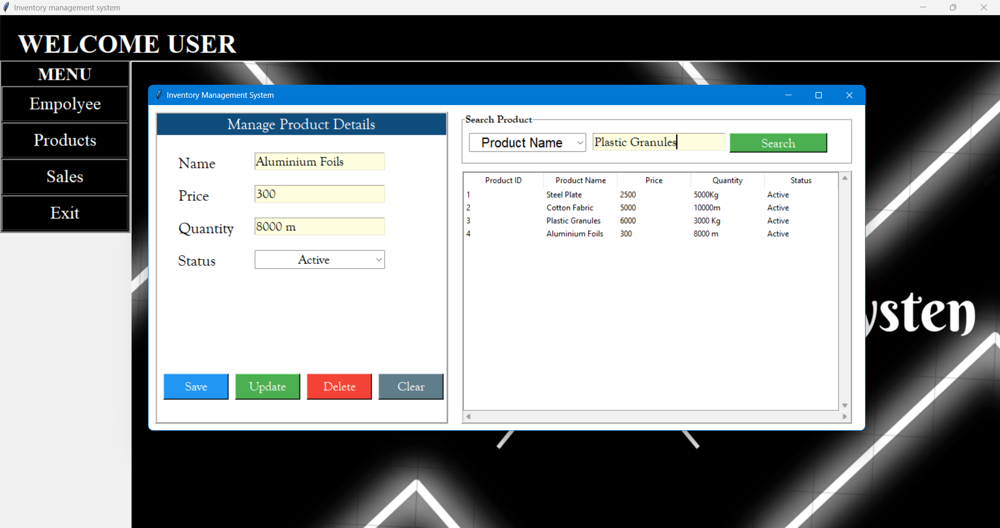 Inventory management system
WELCOME USER
MENU
Empolyee
Products
Sales
Exit
Inventory Management System
Manage Product Details
Name Aluminium Foils
Price 300
Quantity 8000 m
Status Active
Save Update Delete Clear
Search Product
Product Name Plastic Granules Search
Product ID Product Name Price Quantity Status
1 Steel Plate 2500 5000Kg Active
2 Cotton Fabric 5000 10000m Active
3 Plastic Granules 6000 3000 Kg Active
4 Aluminium Foils 300 8000 m Active